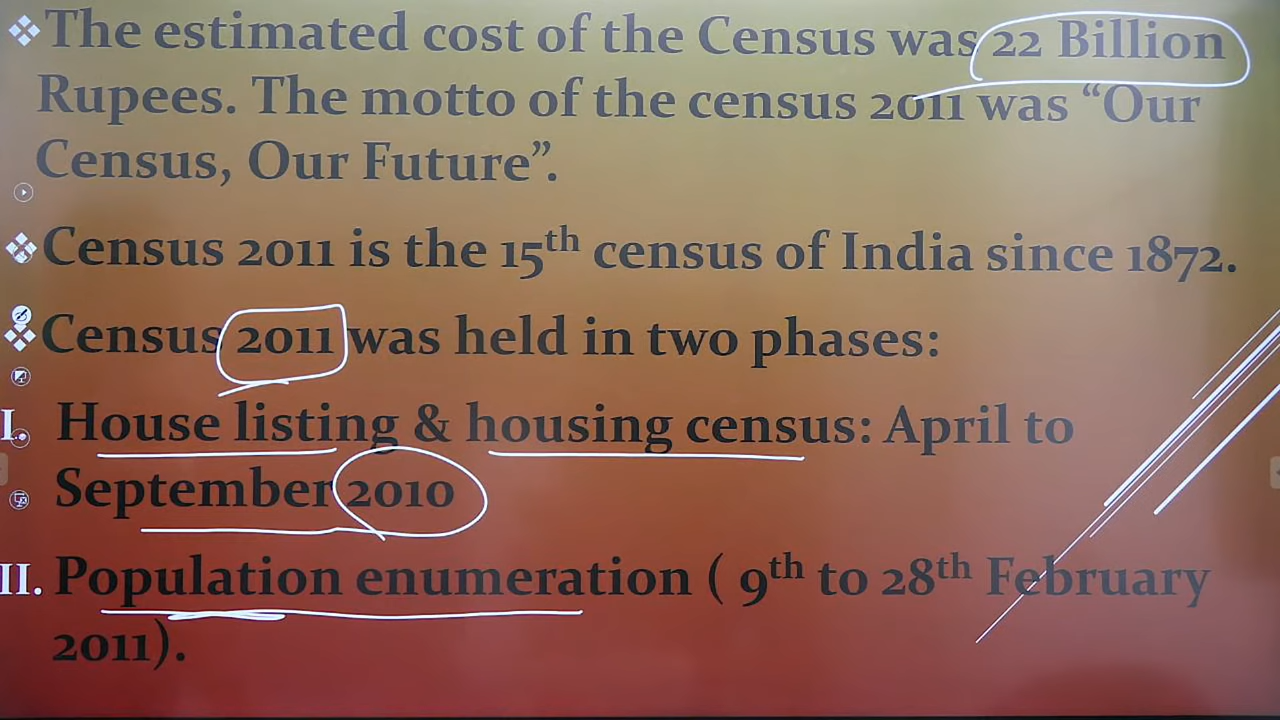 The estimated cost of the Census was 22 Billion
Rupees. The motto of the census 2011 was “Our
Census, Our Future”.
Census 2011 is the 15th census of India since 1872.
Census 2011 was held in two phases:
I. House listing & housing census: April to
September 2010
II. Population enumeration ( 9th to 28th February
2011).